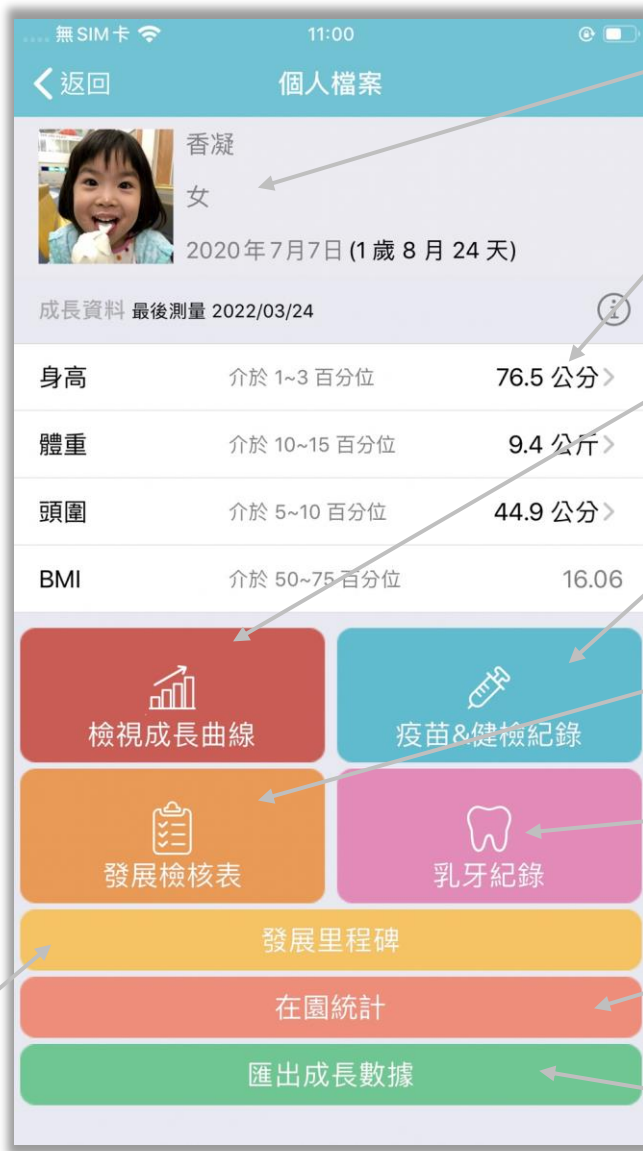 無SIM卡 11:00
返回 個人檔案
香凝
女
2020年7月7日 (1 歲 8 月 24 天)
成長資料 最後測量 2022/03/24
身高 介於 1~3 百分位 76.5 公分
體重 介於 10~15 百分位 9.4 公斤
頭圍 介於 5~10 百分位 44.9 公分
BMI 介於 50~75 百分位 16.06
檢視成長曲線 疫苗&健檢紀錄
發展檢核表 乳牙紀錄
發展里程碑
在園統計
匯出成長數據